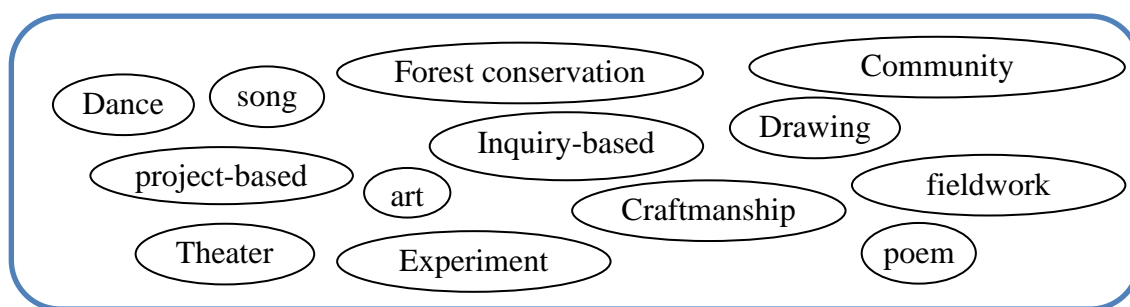 Forest conservation
Community
Dance
song
Drawing
Inquiry-based
project-based
art
Craftmanship
fieldwork
Theater
Experiment
poem